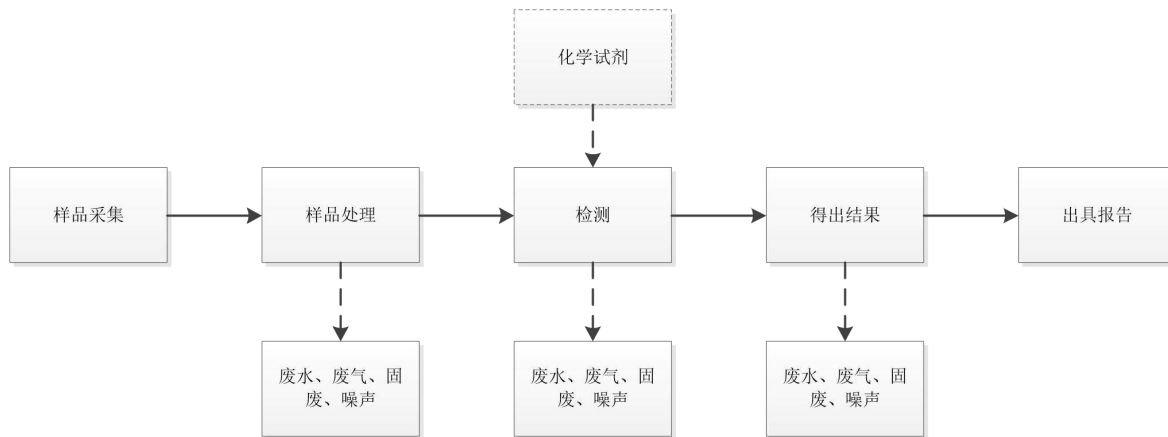 化学试剂
样品采集
样品处理
检测
得出结果
出具报告
废水、废气、固
废、噪声
废水、废气、固
废、噪声
废水、废气、固
废、噪声